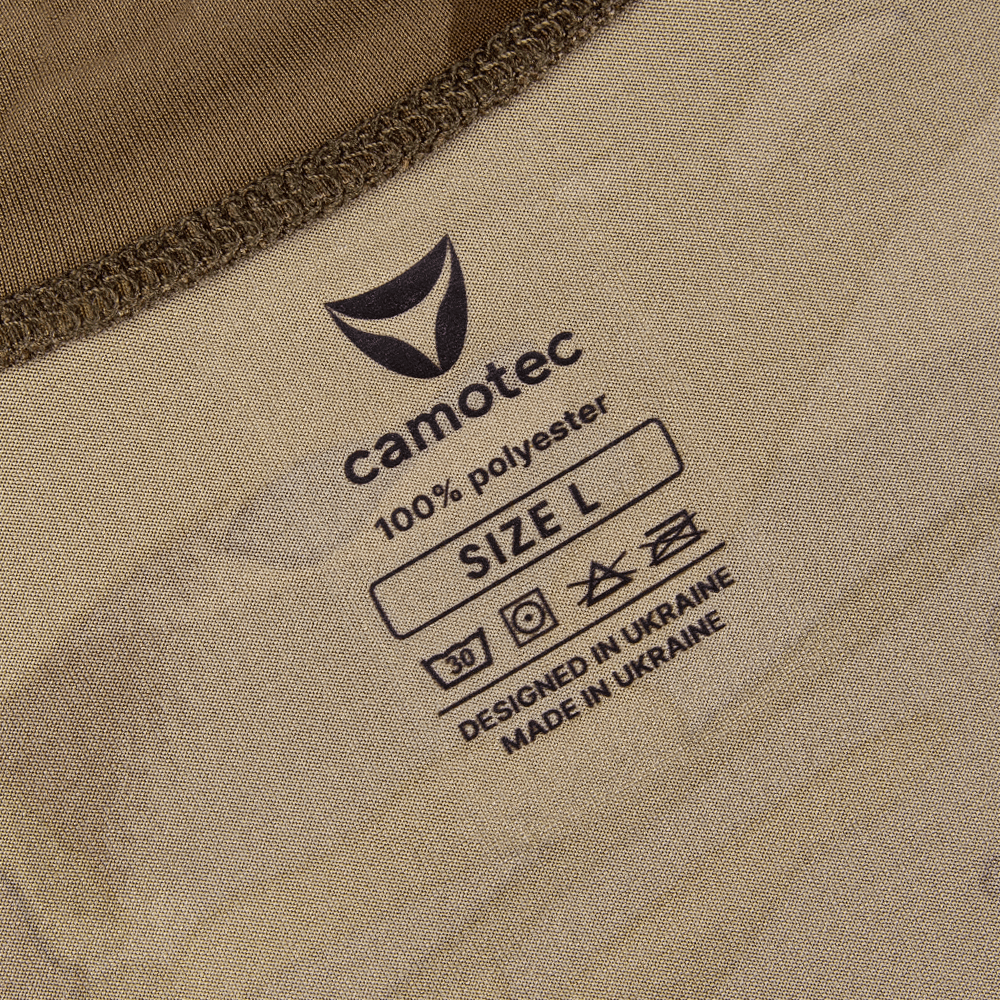 camotec
100% polyester
SIZE L
30
DESIGNED IN UKRAINE
MADE IN UKRAINE